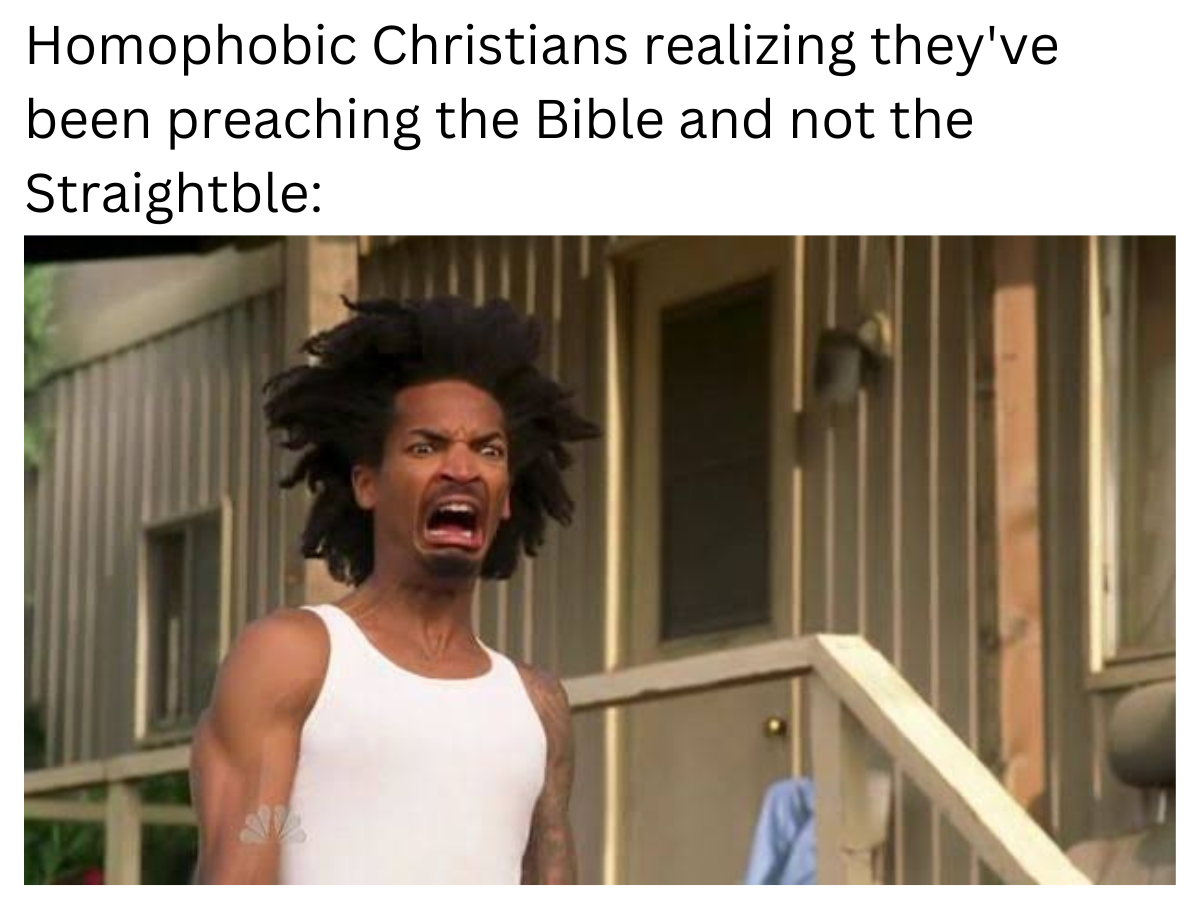 Homophobic Christians realizing they've
been preaching the Bible and not the
Straightble: